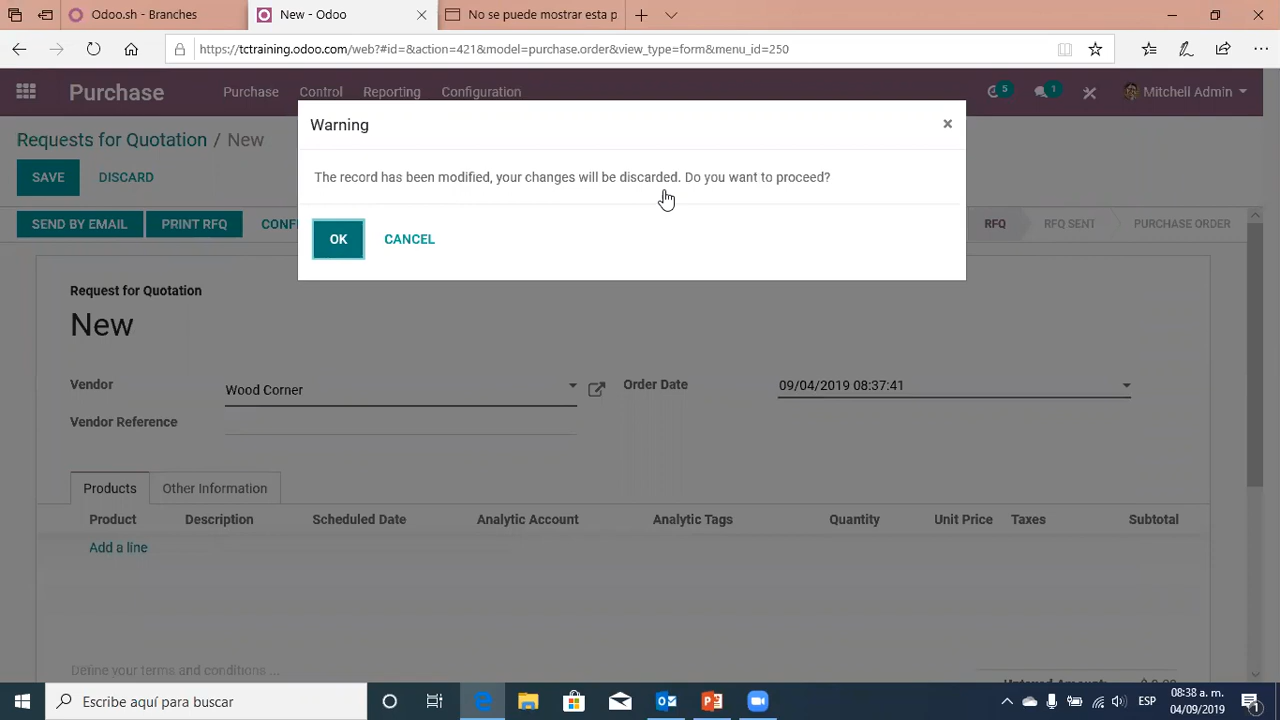 Odoo.sh - Branches
New - Odoo
No se puede mostrar esta p
https://tctraining.odoo.com/web?#id=&action=421&model=purchase.order&view_type=form&menu_id=250
Purchase Purchase Control Reporting Configuration 5 1 Mitchell Admin
Requests for Quotation / New
SAVE DISCARD
SEND BY EMAIL PRINT RFQ CONF RFQ RFQ SENT PURCHASE ORDER
Warning
The record has been modified, your changes will be discarded. Do you want to proceed?
OK CANCEL
Request for Quotation
New
Vendor Wood Corner Order Date 09/04/2019 08:37:41
Vendor Reference
Products Other Information
Product Description Scheduled Date Analytic Account Analytic Tags Quantity Unit Price Taxes Subtotal
Add a line
Define your terms and conditions ...
Escribe aquí para buscar
ESP
08:38 a. m.
04/09/2019
1